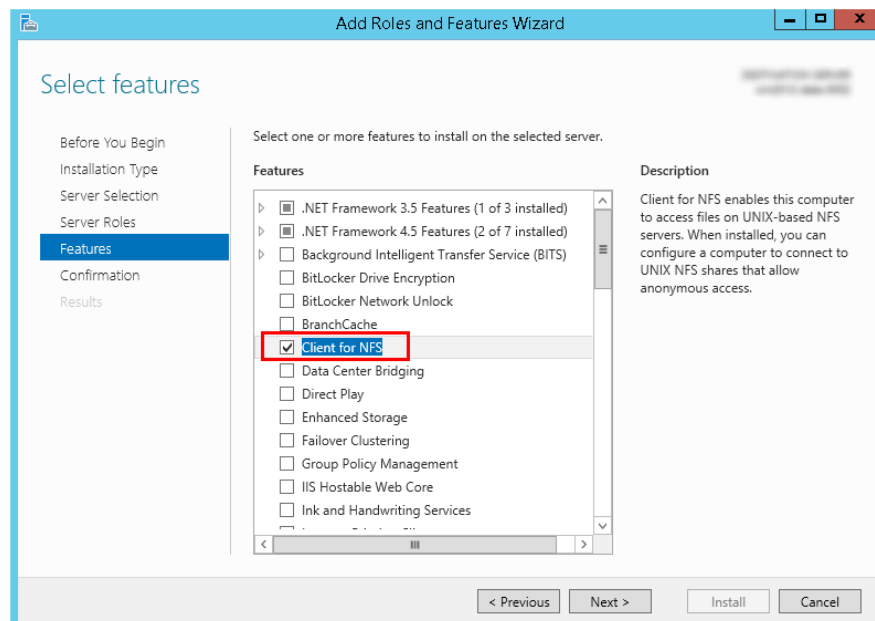 Add Roles and Features Wizard
Select features
Before You Begin
Installation Type
Server Selection
Server Roles
Features
Confirmation
Results
Select one or more features to install on the selected server.
Features
.NET Framework 3.5 Features (1 of 3 installed)
.NET Framework 4.5 Features (2 of 7 installed)
Background Intelligent Transfer Service (BITS)
BitLocker Drive Encryption
BitLocker Network Unlock
BranchCache
Client for NFS
Data Center Bridging
Direct Play
Enhanced Storage
Failover Clustering
Group Policy Management
IIS Hostable Web Core
Ink and Handwriting Services
Description
Client for NFS enables this computer
to access files on UNIX-based NFS
servers. When installed, you can
configure a computer to connect to
UNIX NFS shares that allow
anonymous access.
< Previous
Next >
Install
Cancel